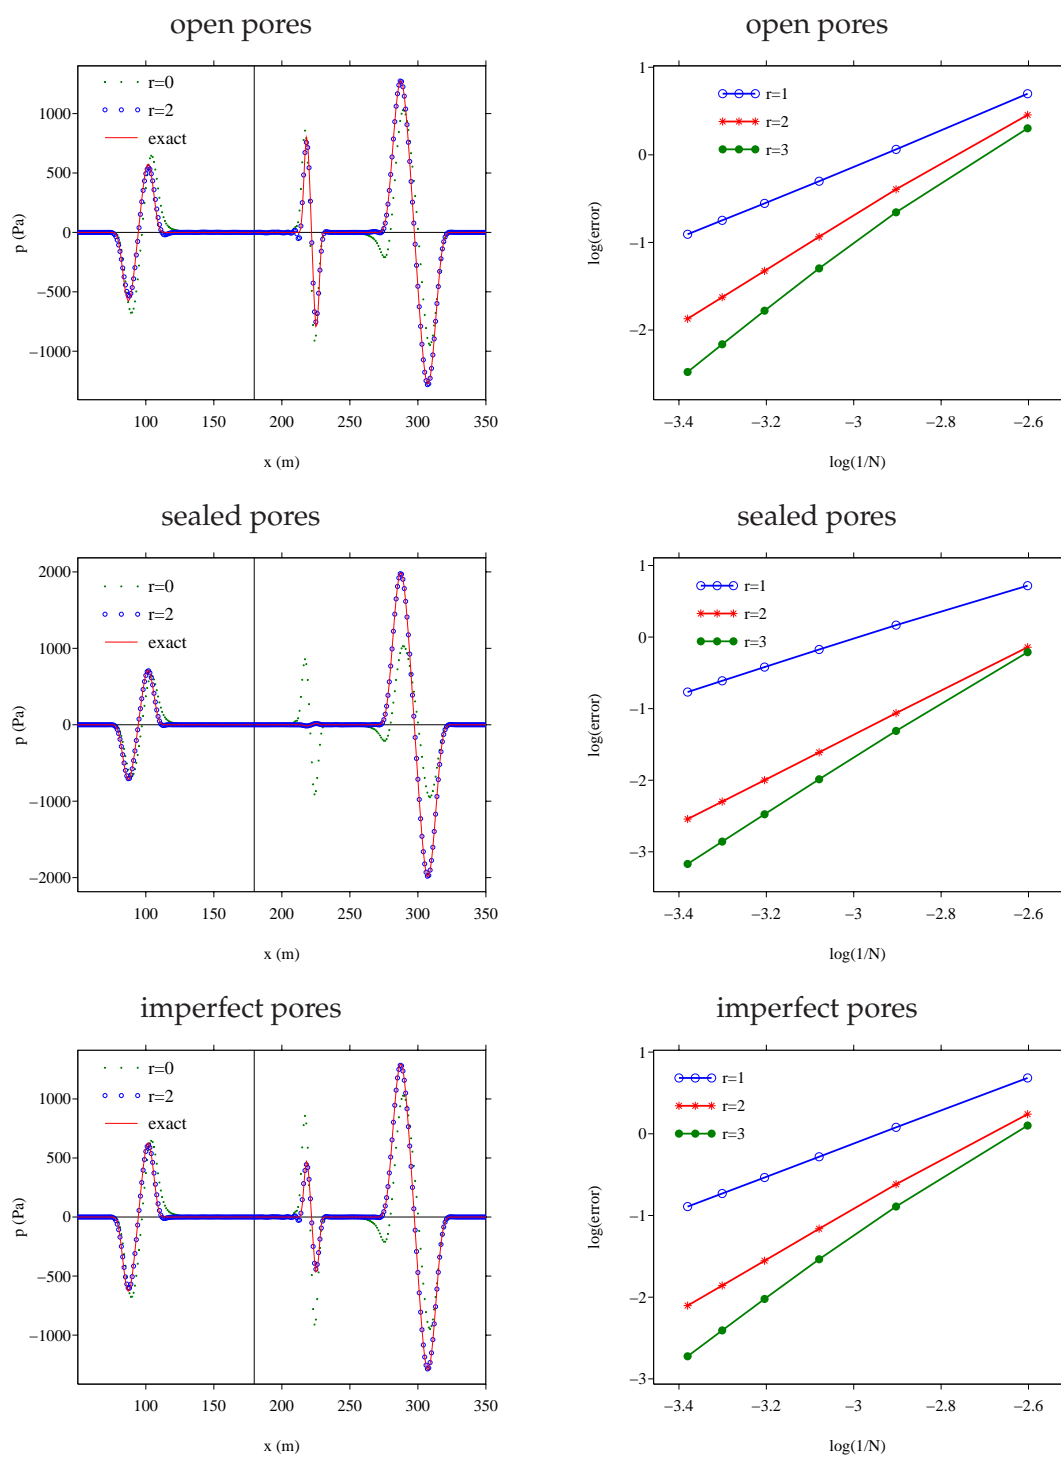 open pores
open pores
r=0
r=2
exact
1000
500
0
−500
−1000
p (Pa)
100
150
200
250
300
350
x (m)
r=1
r=2
r=3
1
0
−1
−2
log(error)
−3.4
−3.2
−3
−2.8
−2.6
log(1/N)
sealed pores
sealed pores
r=0
r=2
exact
2000
1000
0
−1000
−2000
p (Pa)
100
150
200
250
300
350
x (m)
r=1
r=2
r=3
1
0
−1
−2
−3
log(error)
−3.4
−3.2
−3
−2.8
−2.6
log(1/N)
imperfect pores
imperfect pores
r=0
r=2
exact
1000
500
0
−500
−1000
p (Pa)
100
150
200
250
300
350
x (m)
r=1
r=2
r=3
1
0
−1
−2
−3
log(error)
−3.4
−3.2
−3
−2.8
−2.6
log(1/N)